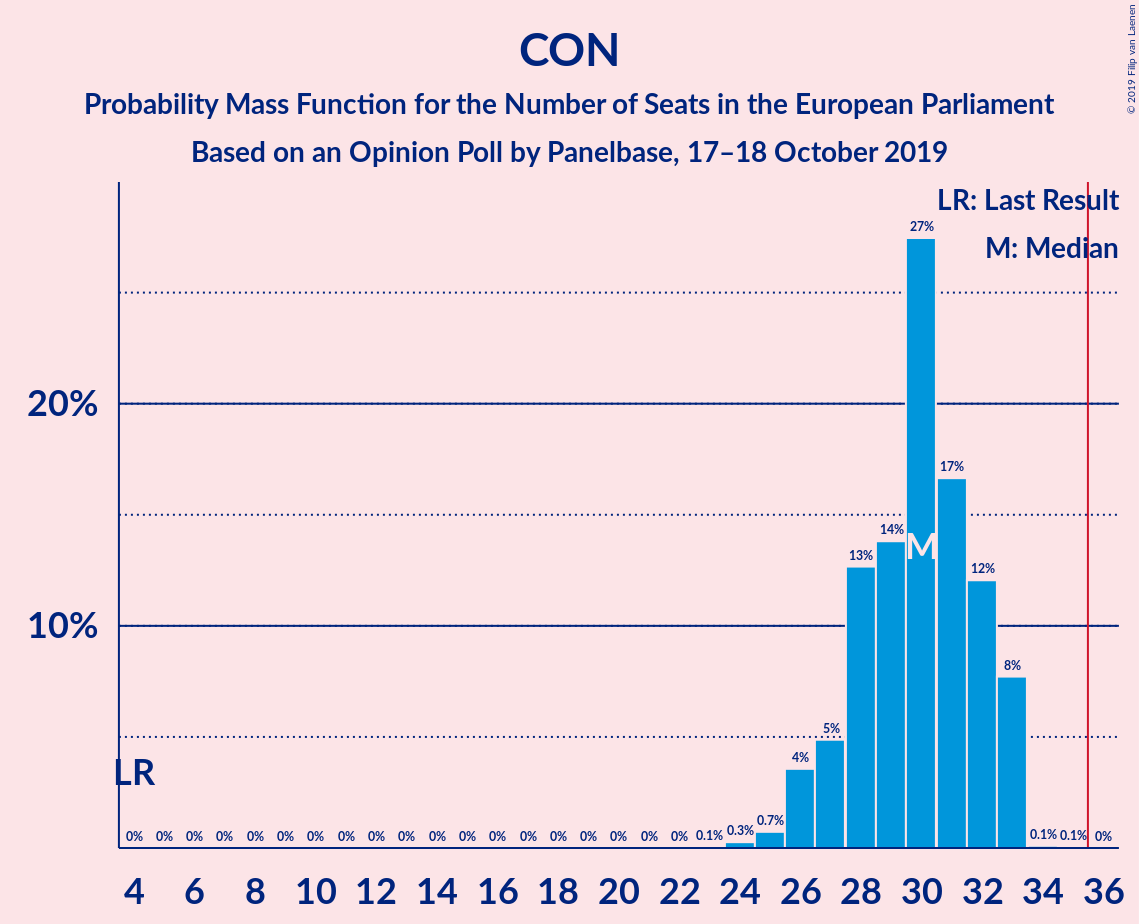 CON
Probability Mass Function for the Number of Seats in the European Parliament
Based on an Opinion Poll by Panelbase, 17–18 October 2019
© 2019 Filip van Laenen
LR: Last Result
M: Median
27%
20%
17%
14%
M
13%
12%
10%
8%
5%
4%
LR
0% 0% 0% 0% 0% 0% 0% 0% 0% 0% 0% 0% 0% 0% 0% 0% 0% 0% 0% 0.1% 0.3% 0.7% 0.1% 0.1% 0%
4 6 8 10 12 14 16 18 20 22 24 26 28 30 32 34 36